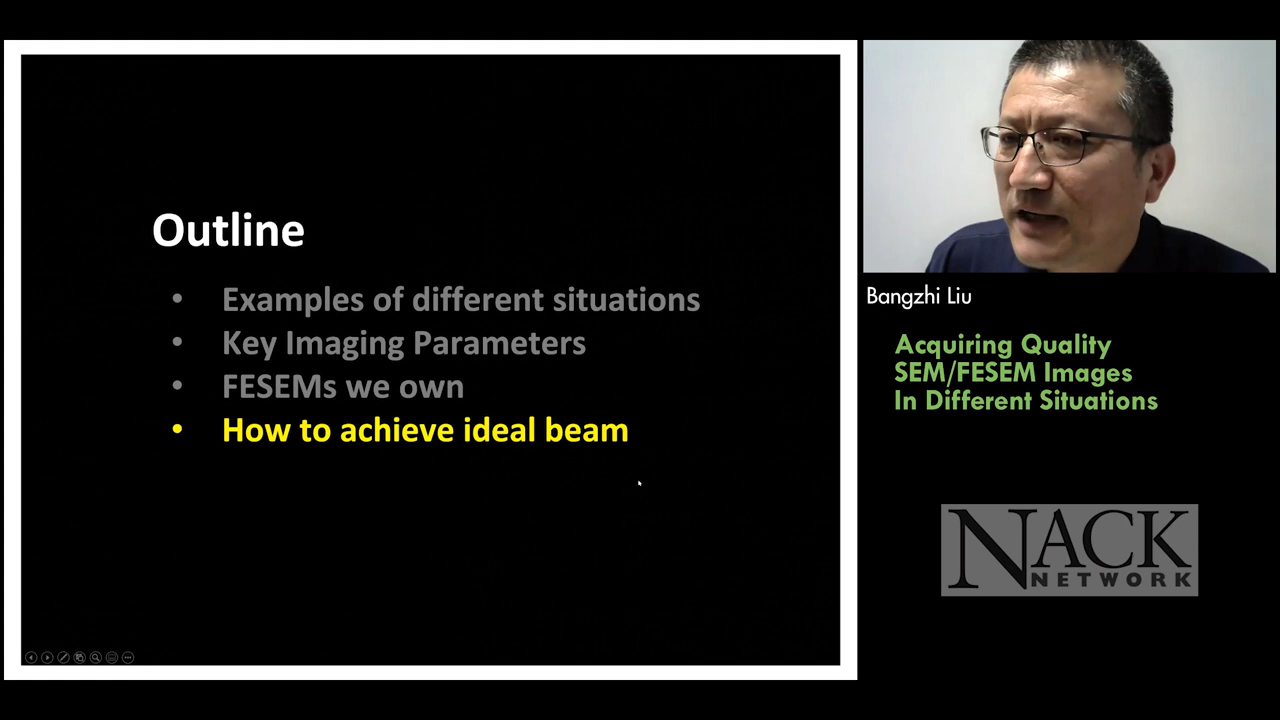 Outline
• Examples of different situations
• Key Imaging Parameters
• FESEMs we own
• How to achieve ideal beam
Bangzhi Liu
Acquiring Quality
SEM/FESEM Images
In Different Situations
NACK
NETWORK